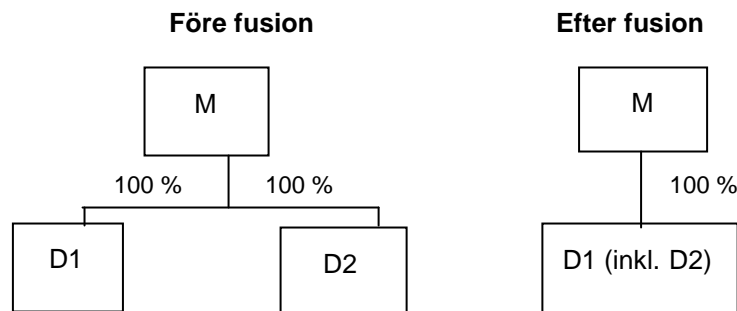 Före fusion
Efter fusion
M
M
100 %
100 %
100 %
D1
D2
D1 (inkl. D2)